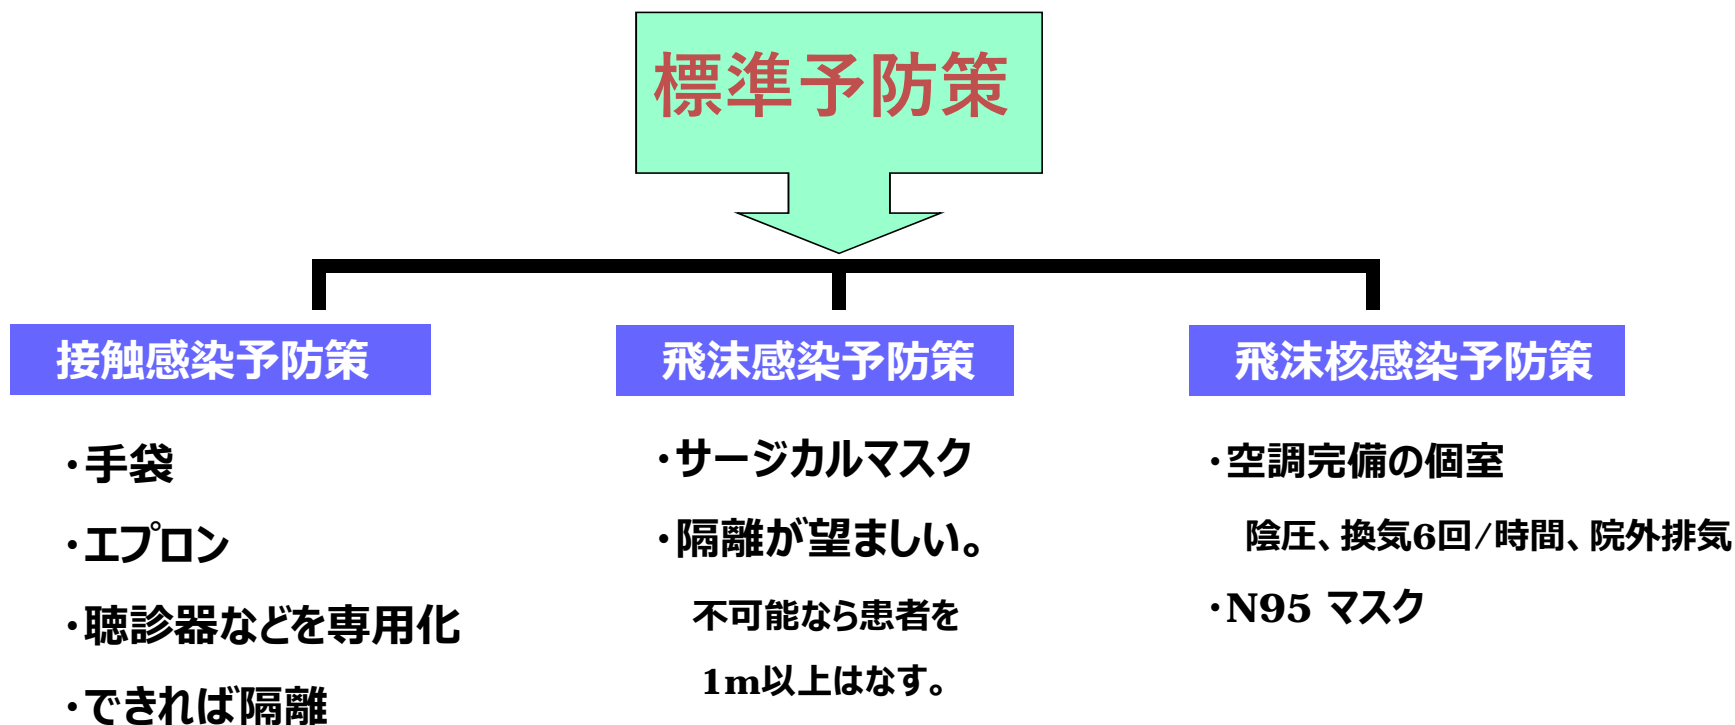 標準予防策
接触感染予防策
・手袋
・エプロン
・聴診器などを専用化
・できれば隔離
飛沫感染予防策
・サージカルマスク
・隔離が望ましい。
不可能なら患者を
1m以上はなす。
飛沫核感染予防策
・空調完備の個室
陰圧、換気6回/時間、院外排気
・N95 マスク